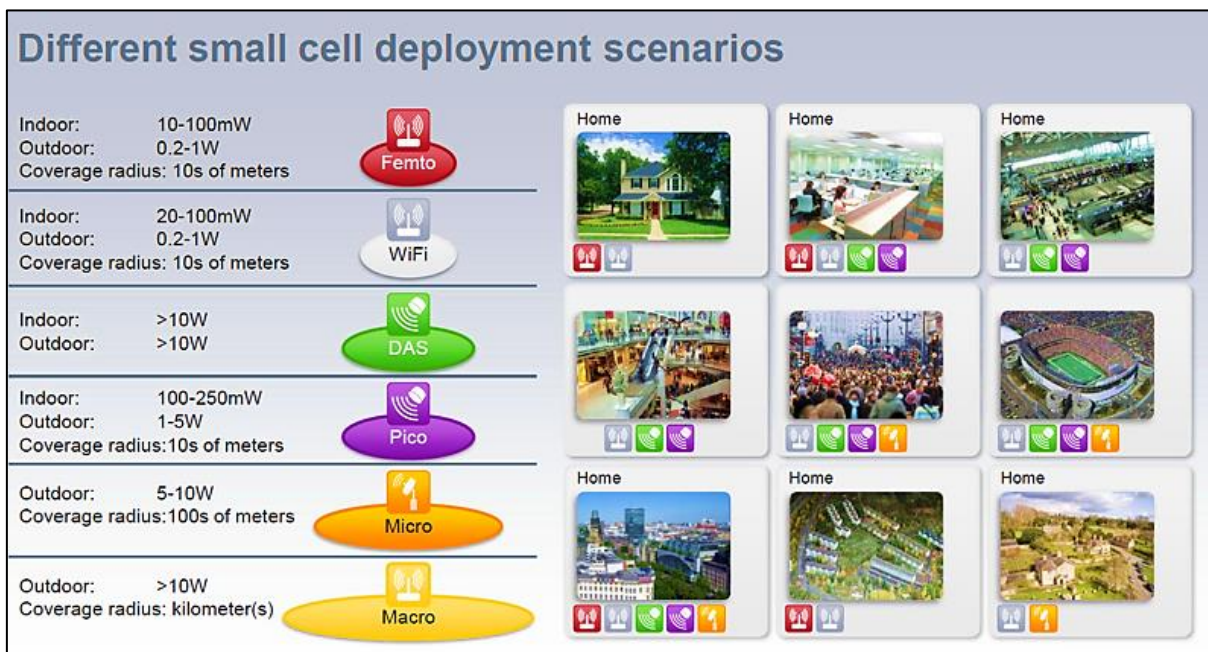 Different small cell deployment scenarios
Indoor: 10-100mW
Outdoor: 0.2-1W
Coverage radius: 10s of meters
Femto
Indoor: 20-100mW
Outdoor: 0.2-1W
Coverage radius: 10s of meters
WiFi
Indoor: >10W
Outdoor: >10W
DAS
Indoor: 100-250mW
Outdoor: 1-5W
Coverage radius:10s of meters
Pico
Outdoor: 5-10W
Coverage radius:100s of meters
Micro
Outdoor: >10W
Coverage radius: kilometer(s)
Macro
Home
Home
Home
Home
Home
Home